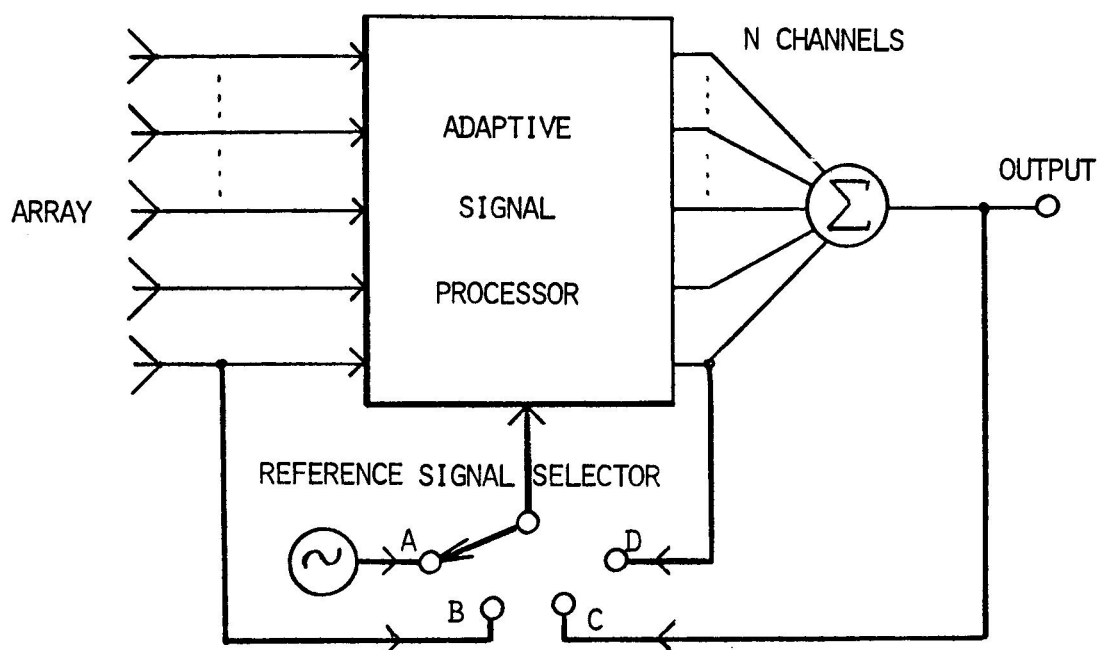 N CHANNELS
ADAPTIVE
OUTPUT
ARRAY
SIGNAL
Σ
PROCESSOR
REFERENCE SIGNAL SELECTOR
A
D
B
C